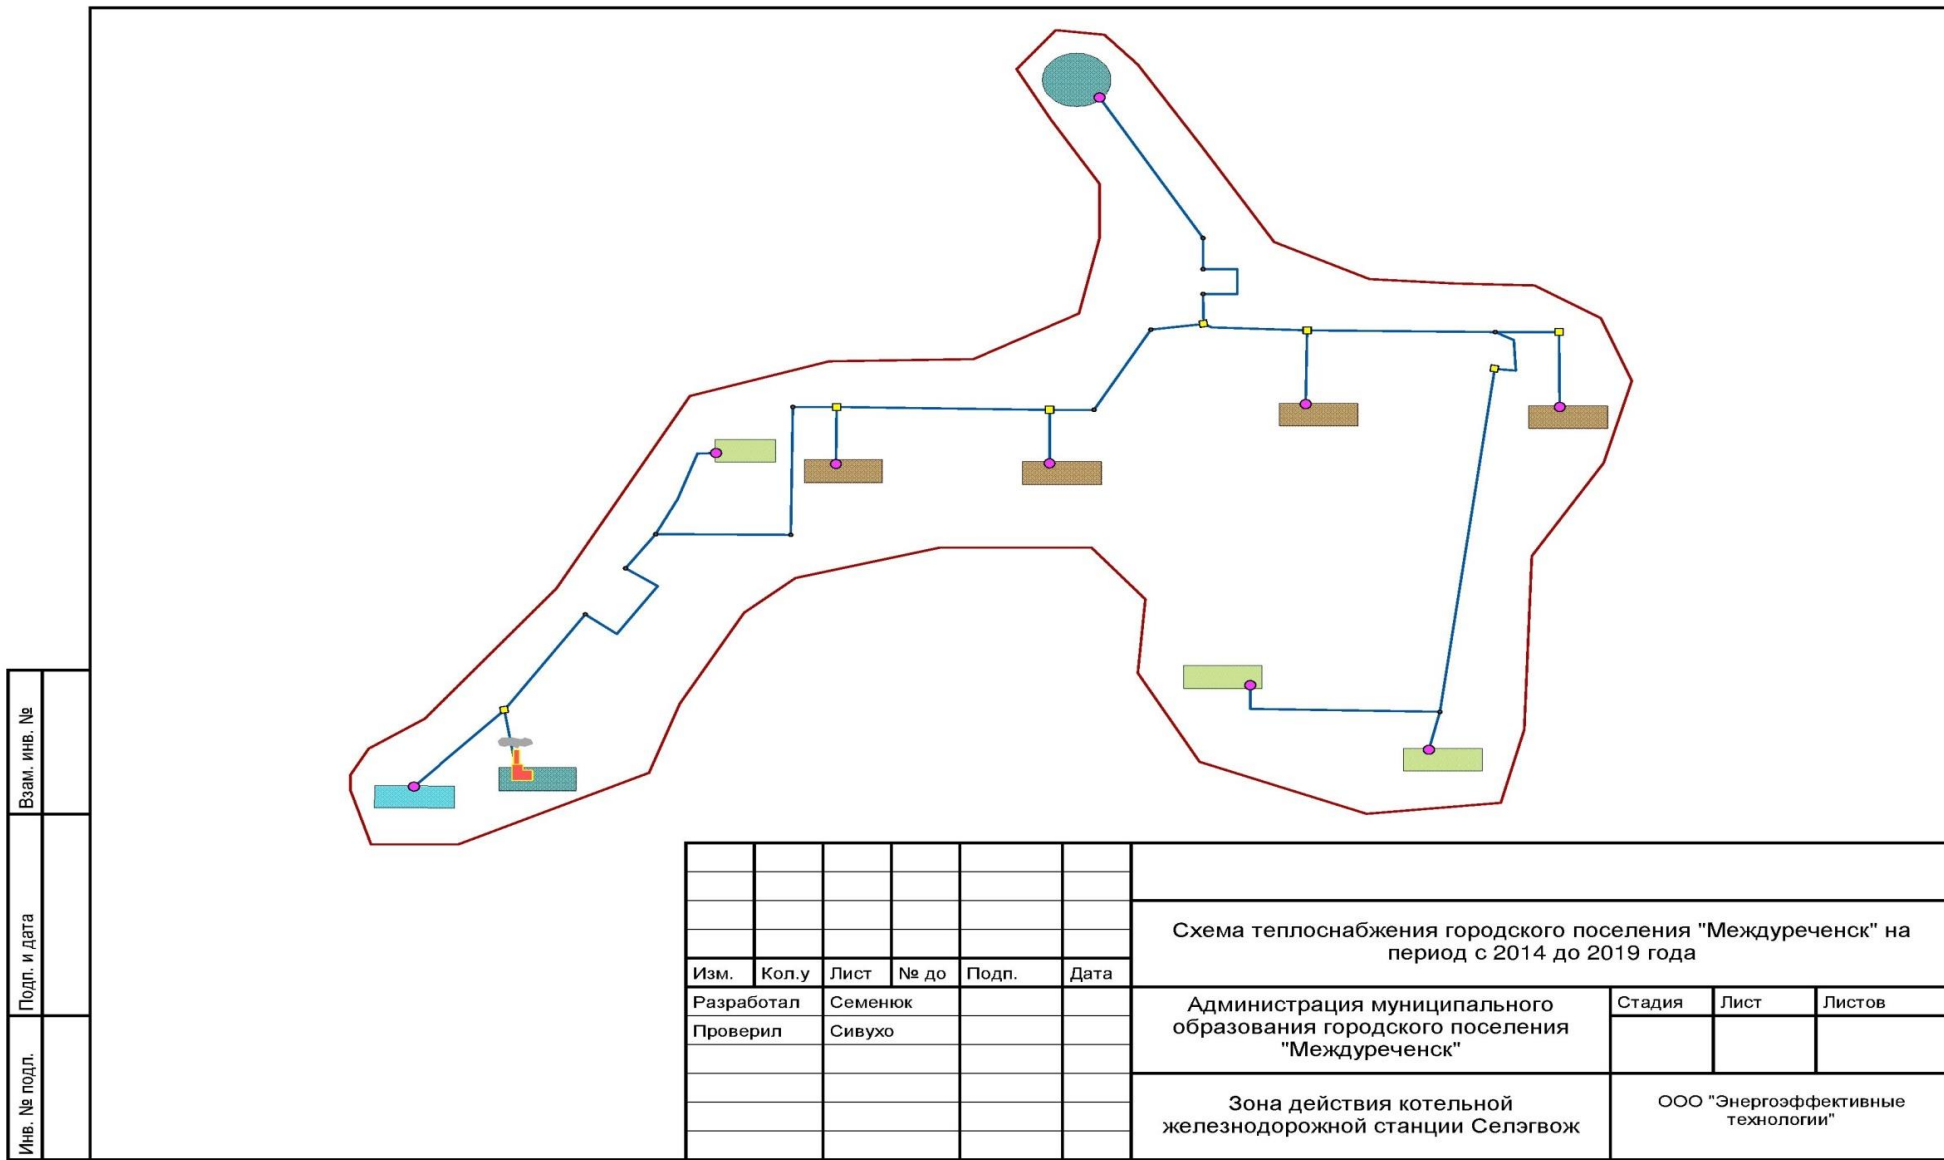 Взам. инв. №
Подп. и дата
Инв. № подл.
Изм. Кол.у Лист № до Подп. Дата
Разработал Семенюк
Проверил Сивухо
Схема теплоснабжения городского поселения "Междуреченск" на
период с 2014 до 2019 года
Администрация муниципального
образования городского поселения
"Междуреченск"
Стадия Лист Листов
Зона действия котельной
железнодорожной станции Селэгвож
ООО "Энергоэффективные
технологии"